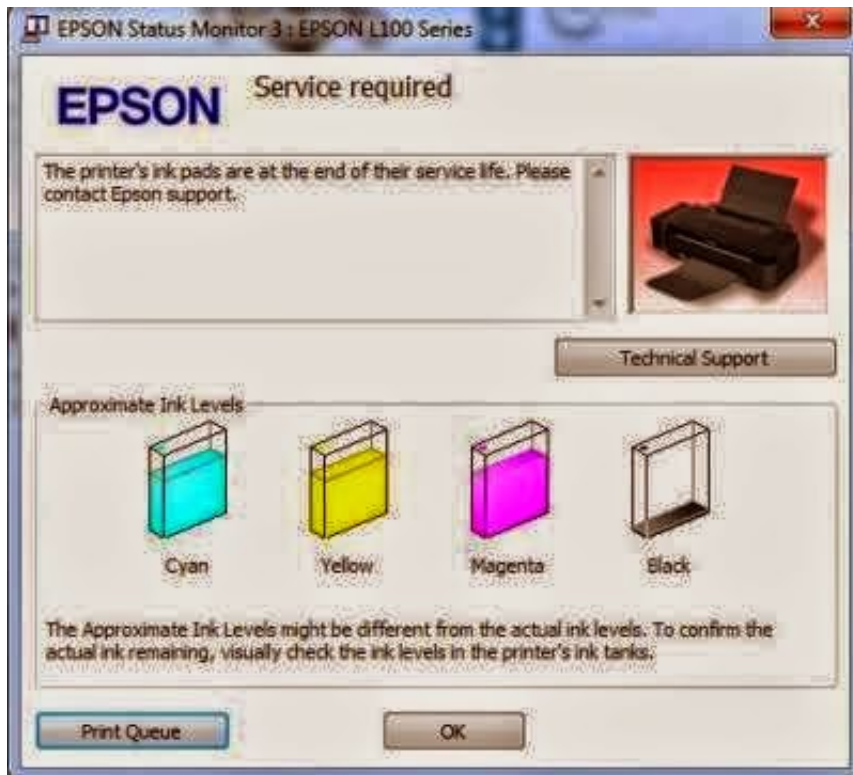 EPSON Status Monitor 3 : EPSON L100 Series
EPSON
Service required
The printer's ink pads are at the end of their service life. Please
contact Epson support.
Technical Support
Approximate Ink Levels
Cyan
Yellow
Magenta
Black
The Approximate Ink Levels might be different from the actual ink levels. To confirm the
actual ink remaining, visually check the ink levels in the printer's ink tanks.
Print Queue
OK